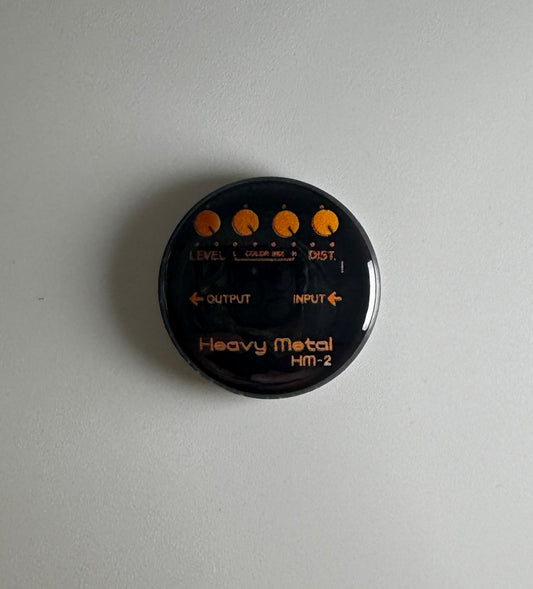 LEVEL L COLOR MIX H DIST.
OUTPUT INPUT
Heavy Metal
HM-2